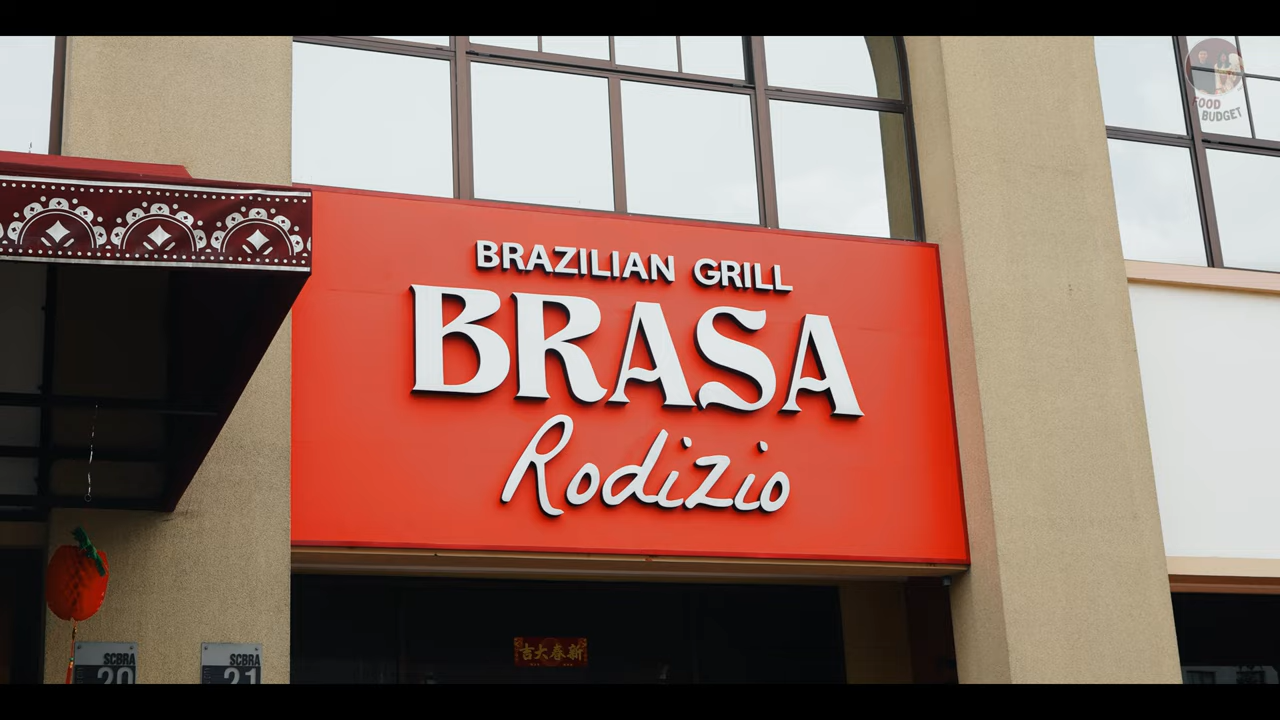 FOOD
BUDGET
BRAZILIAN GRILL
BRASA
Rodizio
吉大春新
SCBRA
20
SCBRA
21